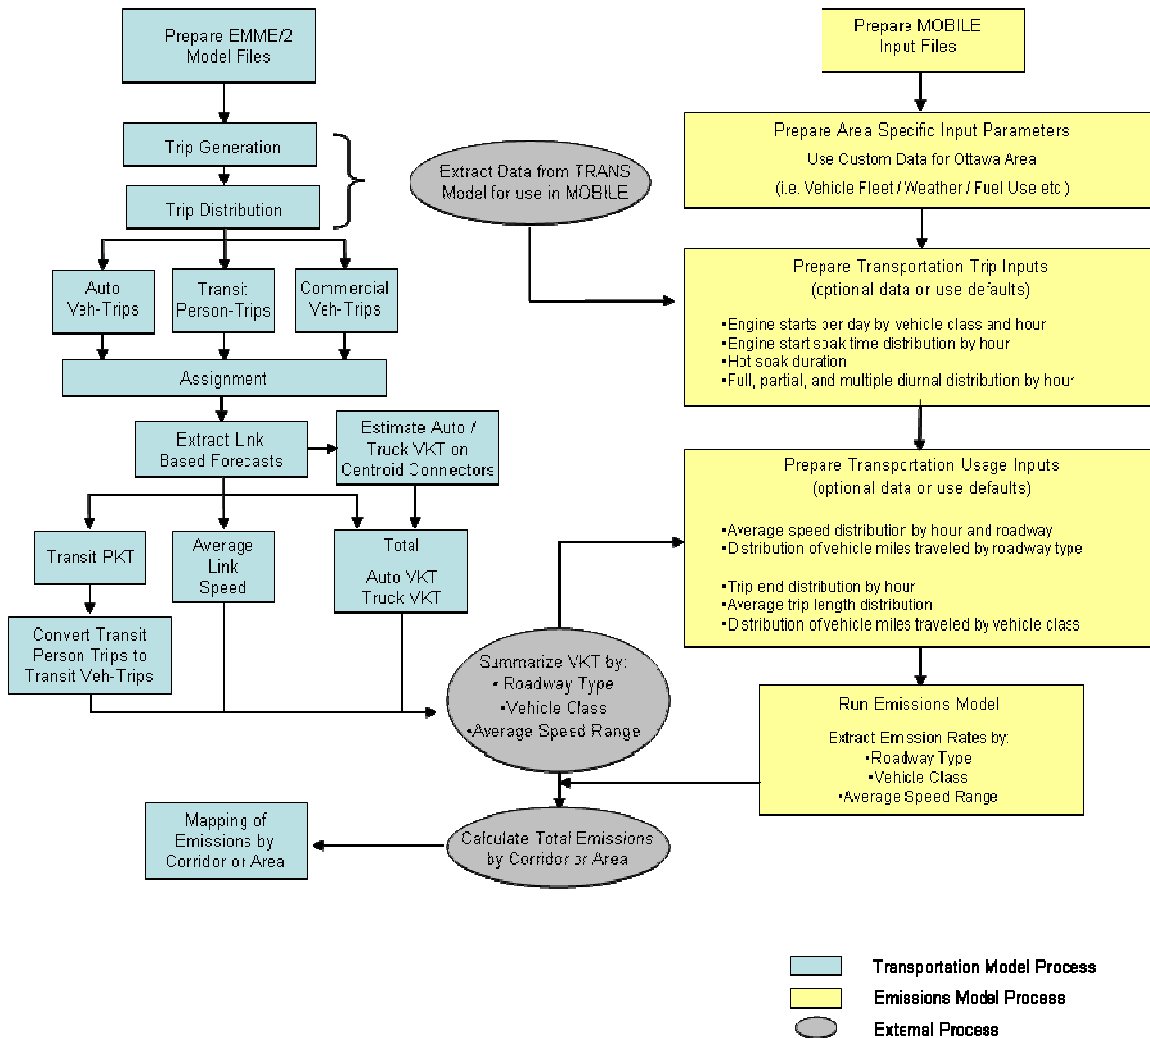 Prepare EMME/2
Model Files
Trip Generation
Trip Distribution
Auto
Veh-Trips
Transit
Person-Trips
Commercial
Veh-Trips
Assignment
Extract Link
Based Forecasts
Estimate Auto /
Truck VKT on
Centroid Connectors
Transit PKT
Average
Link
Speed
Total
Auto VKT
Truck VKT
Convert Transit
Person Trips to
Transit Veh-Trips
Extract Data from TRANS
Model for use in MOBILE
Summarize VKT by:
• Roadway Type
•Vehicle Class
•Average Speed Range
Calculate Total Emissions
by Corridor or Area
Mapping of
Emissions by
Corridor or Area
Prepare MOBILE
Input Files
Prepare Area Specific Input Parameters
Use Custom Data for Ottawa Area
(i.e. Vehicle Fleet / Weather / Fuel Use etc.)
Prepare Transportation Trip Inputs
(optional data or use defaults)
•Engine starts per day by vehicle class and hour
•Engine start soak time distribution by hour
•Hot soak duration
•Full, partial, and multiple diurnal distribution by hour
Prepare Transportation Usage Inputs
(optional data or use defaults)
•Average speed distribution by hour and roadway
•Distribution of vehicle miles traveled by roadway type
•Trip end distribution by hour
•Average trip length distribution
•Distribution of vehicle miles traveled by vehicle class
Run Emissions Model
Extract Emission Rates by:
•Roadway Type
•Vehicle Class
•Average Speed Range
Transportation Model Process
Emissions Model Process
External Process